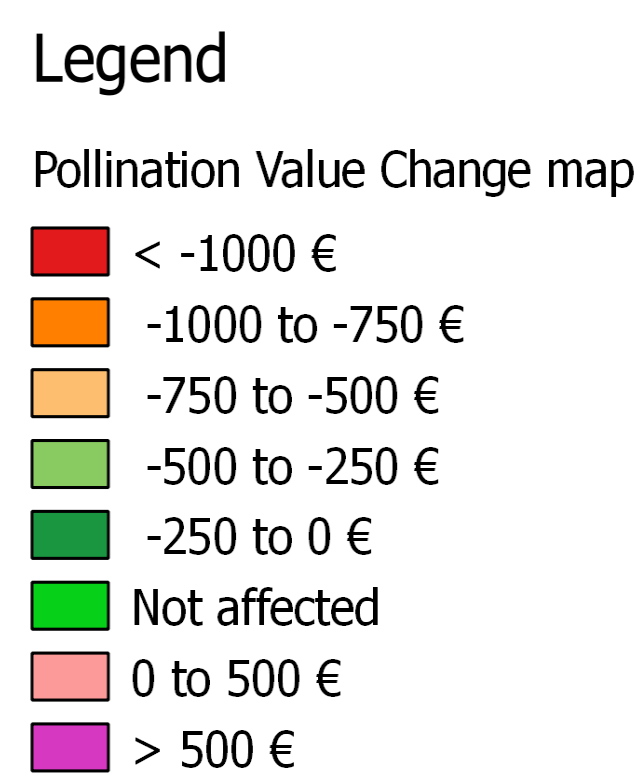 Legend
Pollination Value Change map
< -1000 €
-1000 to -750 €
-750 to -500 €
-500 to -250 €
-250 to 0 €
Not affected
0 to 500 €
> 500 €